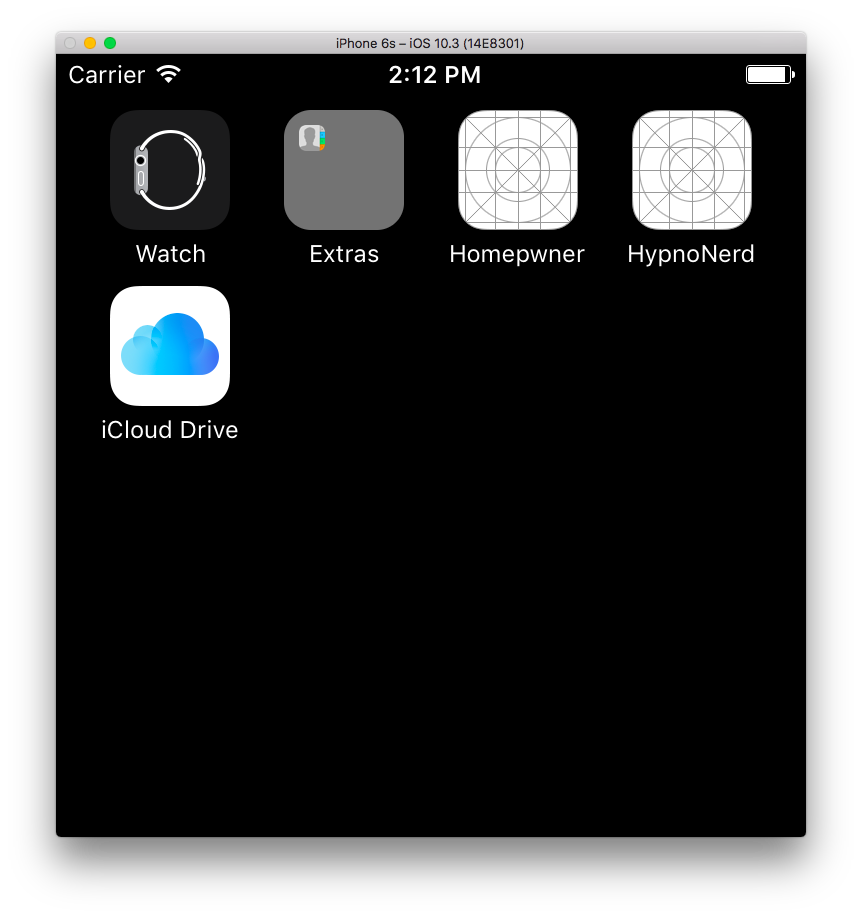 iPhone 6s – iOS 10.3 (14E8301)
Carrier 2:12 PM
Watch Extras Homepwner HypnoNerd
iCloud Drive